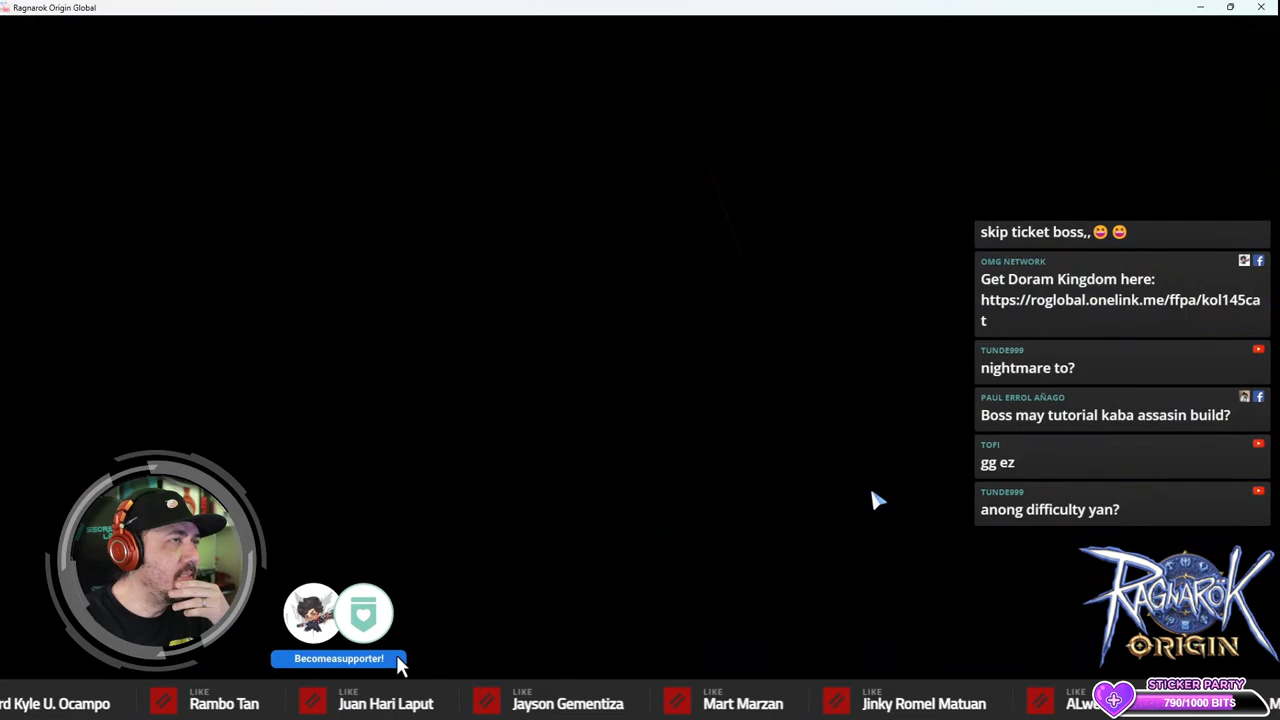 Ragnarok Origin Global
skip ticket boss,,😆 😆
OMG NETWORK
Get Doram Kingdom here:
https://roglobal.onelink.me/ffpa/kol145ca
t
TUNDE999
nightmare to?
PAUL ERROL AÑAGO
Boss may tutorial kaba assasin build?
TOFI
gg ez
TUNDE999
anong difficulty yan?
RAGNARÖK
ORIGIN
Becomeasupporter!
STICKER PARTY
790/1000 BITS
LIKE LIKE LIKE LIKE LIKE LIKE
rd Kyle U. Ocampo Rambo Tan Juan Hari Laput Jayson Gementiza Mart Marzan Jinky Romel Matuan